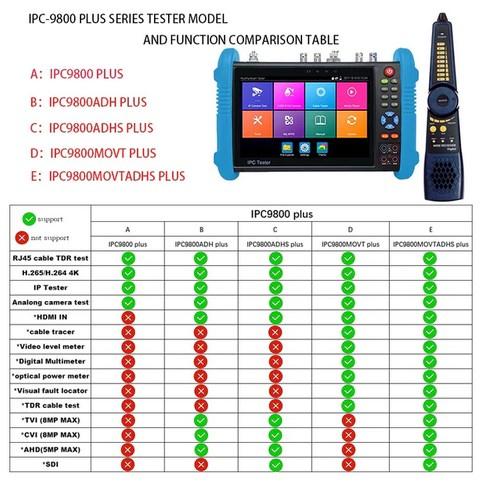 IPC-9800 PLUS SERIES TESTER MODEL
AND FUNCTION COMPARISON TABLE
A: IPC9800 PLUS
B: IPC9800ADH PLUS
C: IPC9800ADHS PLUS
D: IPC9800MOVT PLUS
E: IPC9800MOVTADHS PLUS
IPC Tester
support
not support
IPC9800 plus
A B C D E
IPC9800 plus IPC9800ADH plus IPC9800ADHS plus IPC9800MOVT plus IPC9800MOVTADHS plus
RJ45 cable TDR test
H.265/H.264 4K
IP Tester
Analong camera test
*HDMI IN
*cable tracer
*Video level meter
*Digital Multimeter
*optical power meter
*Visual fault locator
*TDR cable test
*TVI (8MP MAX)
*CVI (8MP MAX)
*AHD(5MP MAX)
*SDI